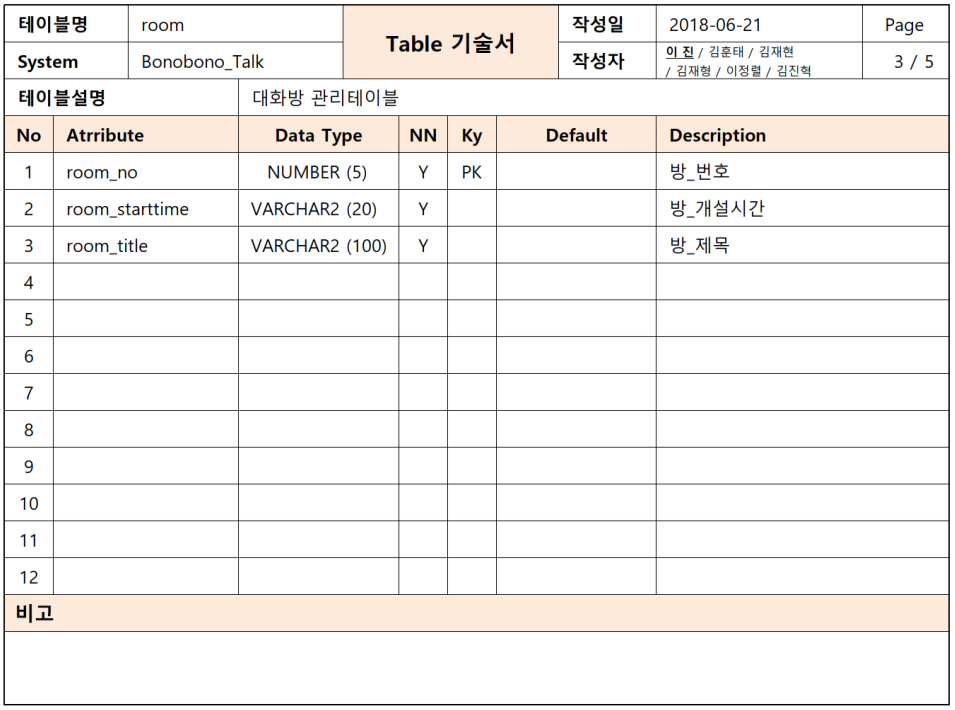 테이블명 room Table 기술서 작성일 2018-06-21 Page
System Bonobono_Talk 작성자 이 진 / 김훈태 / 김재현
/ 김재형 / 이정렬 / 김진혁 3 / 5
테이블설명 대화방 관리테이블
No Atrribute Data Type NN Ky Default Description
1 room_no NUMBER (5) Y PK 방_번호
2 room_starttime VARCHAR2 (20) Y 방_개설시간
3 room_title VARCHAR2 (100) Y 방_제목
4
5
6
7
8
9
10
11
12
비고